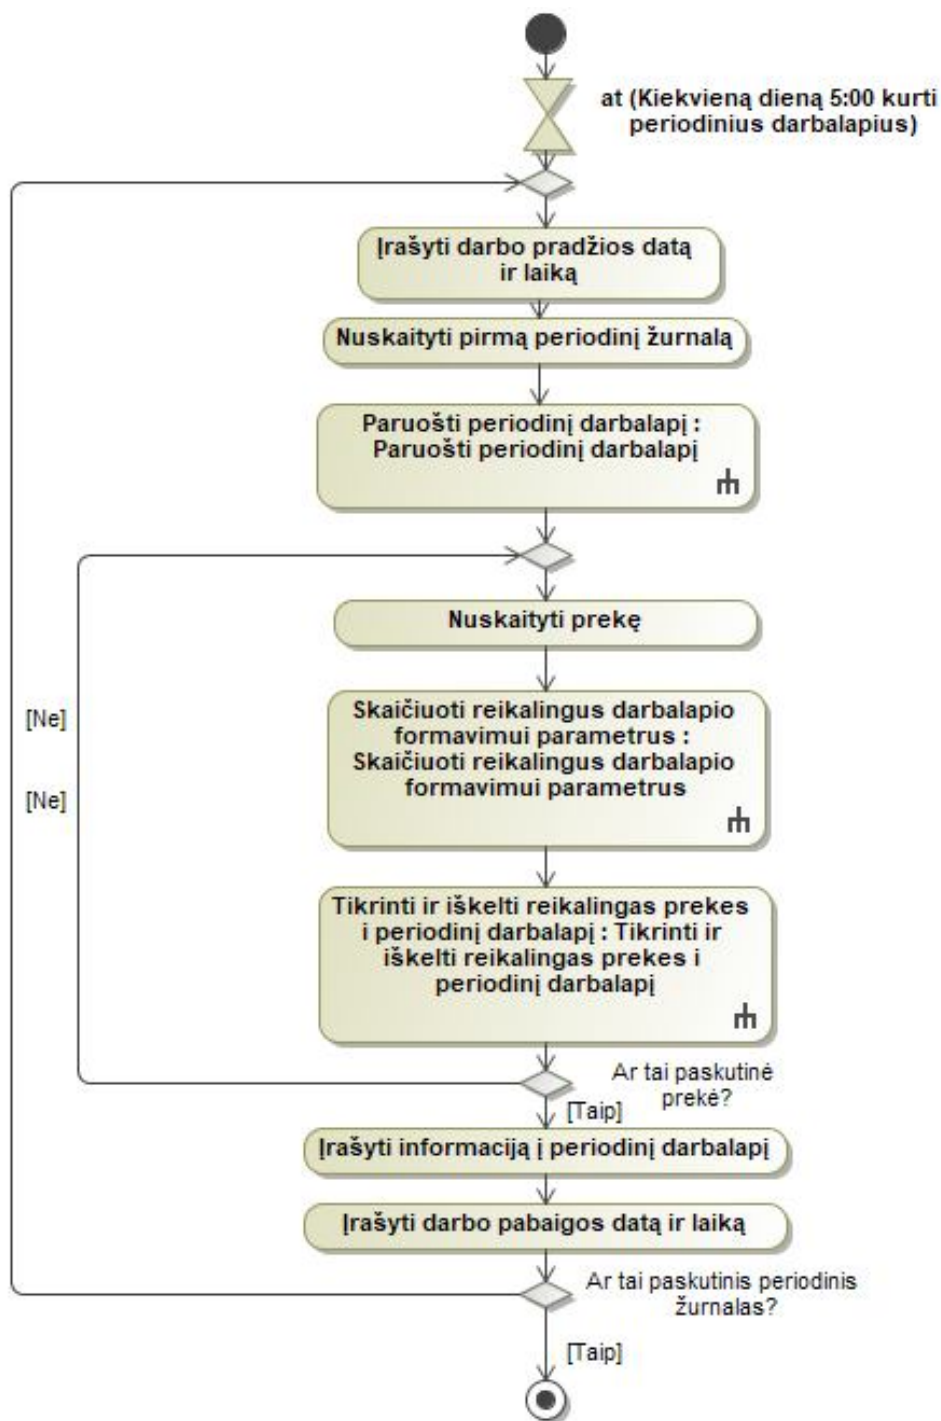 at (Kiekvieną dieną 5:00 kurti
periodinius darbalapius)
Įrašyti darbo pradžios datą
ir laiką
Nuskaityti pirmą periodinį žurnalą
Paruošti periodinį darbalapį :
Paruošti periodinį darbalapį
Nuskaityti prekę
[Ne]
[Ne]
Skaičiuoti reikalingus darbalapio
formavimui parametrus :
Skaičiuoti reikalingus darbalapio
formavimui parametrus
Tikrinti ir iškelti reikalingas prekes
i periodinį darbalapį : Tikrinti ir
iškelti reikalingas prekes i
periodinį darbalapį
Ar tai paskutinė
prekė?
[Taip]
Įrašyti informaciją į periodinį darbalapį
Įrašyti darbo pabaigos datą ir laiką
Ar tai paskutinis periodinis
žurnalas?
[Taip]